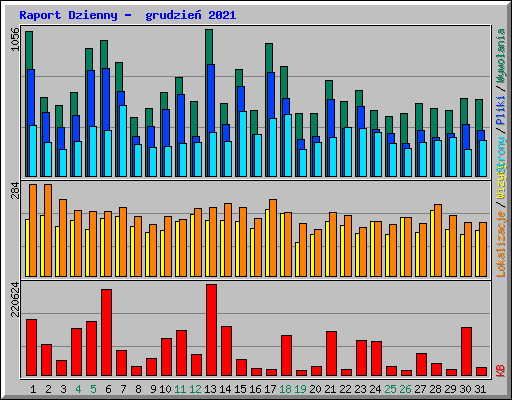 Raport Dzienny -  grudzień 2021
1056
284
220624
Wywołania / Pliki / Strony
Wizyt / Lokalizacje
KB
1 2 3 4 5 6 7 8 9 10 11 12 13 14 15 16 17 18 19 20 21 22 23 24 25 26 27 28 29 30 31